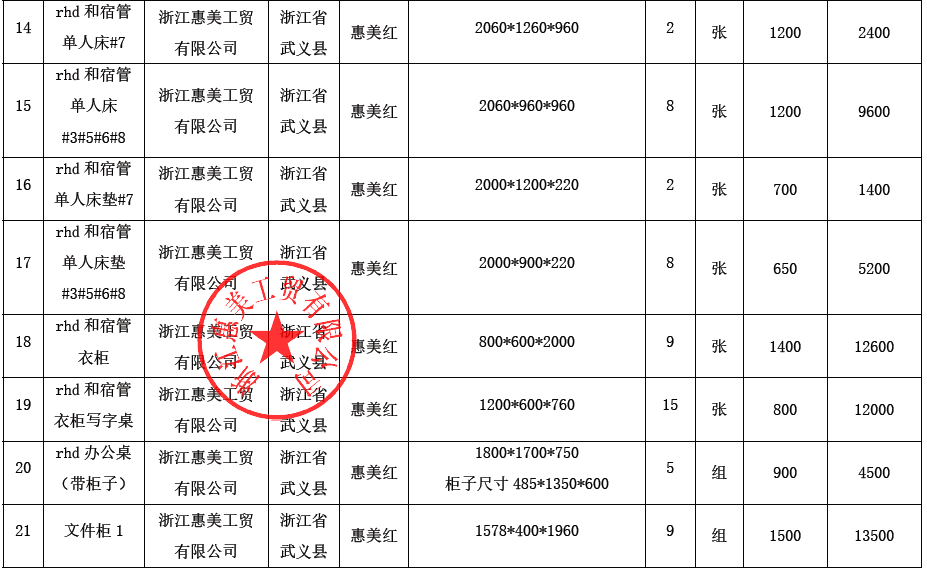 14 rhd 和宿管 单人床#7 浙江惠美工贸 有限公司 浙江省 武义县 惠美红 2060*1260*960 2 张 1200 2400
15 rhd 和宿管 单人床 #3#5#6#8 浙江惠美工贸 有限公司 浙江省 武义县 惠美红 2060*960*960 8 张 1200 9600
16 rhd 和宿管 单人床垫#7 浙江惠美工贸 有限公司 浙江省 武义县 惠美红 2000*1200*220 2 张 700 1400
17 rhd 和宿管 单人床垫 #3#5#6#8 浙江惠美工贸 有限公司 浙江省 武义县 惠美红 2000*900*220 8 张 650 5200
18 rhd 和宿管 衣柜 浙江惠美工贸 有限公司 浙江省 武义县 惠美红 800*600*2000 9 张 1400 12600
19 rhd 和宿管 衣柜写字桌 浙江惠美工贸 有限公司 浙江省 武义县 惠美红 1200*600*760 15 张 800 12000
20 rhd 办公桌 （带柜子） 浙江惠美工贸 有限公司 浙江省 武义县 惠美红 1800*1700*750 柜子尺寸 485*1350*600 5 组 900 4500
21 文件柜 1 浙江惠美工贸 有限公司 浙江省 武义县 惠美红 1578*400*1960 9 组 1500 13500
浙江惠美工贸有限公司